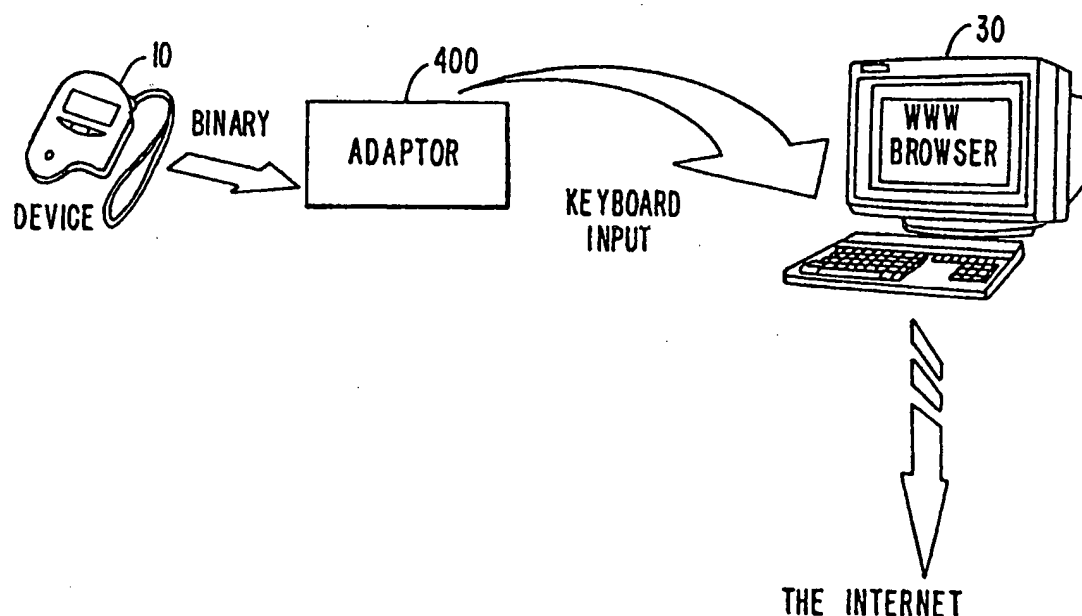 10
DEVICE
BINARY
400
ADAPTOR
KEYBOARD
INPUT
30
WWW
BROWSER
THE INTERNET